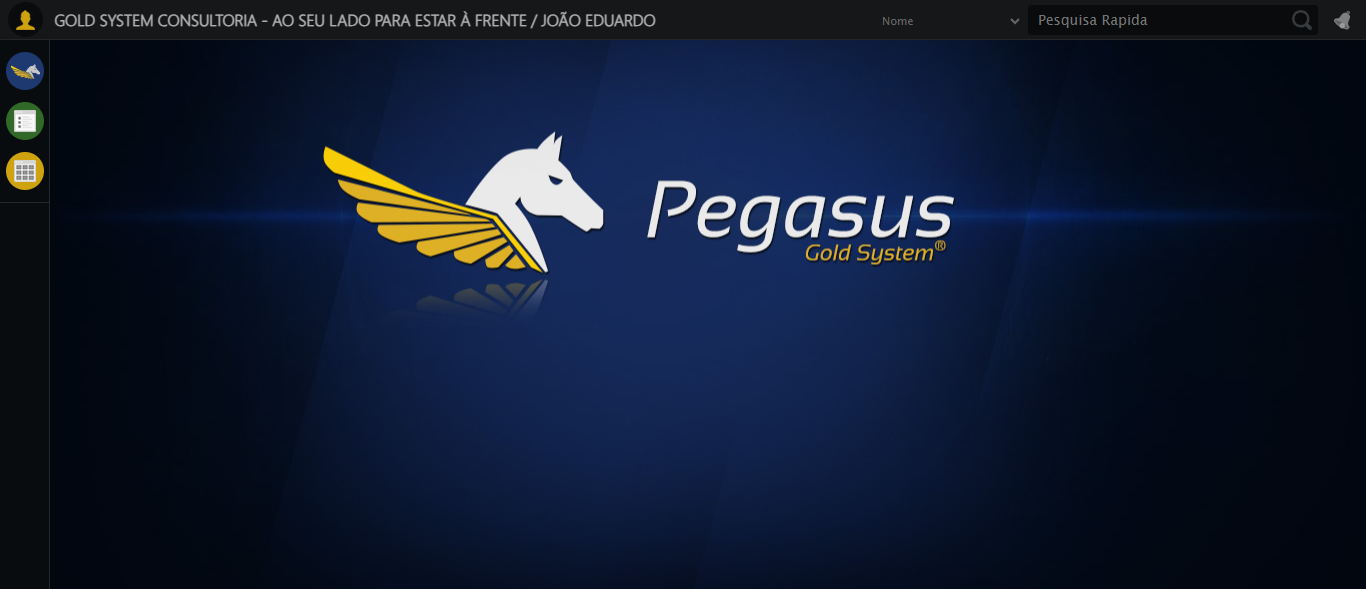 GOLD SYSTEM CONSULTORIA - AO SEU LADO PARA ESTAR À FRENTE / JOÃO EDUARDO
Nome
Pesquisa Rapida
Pegasus
Gold System®